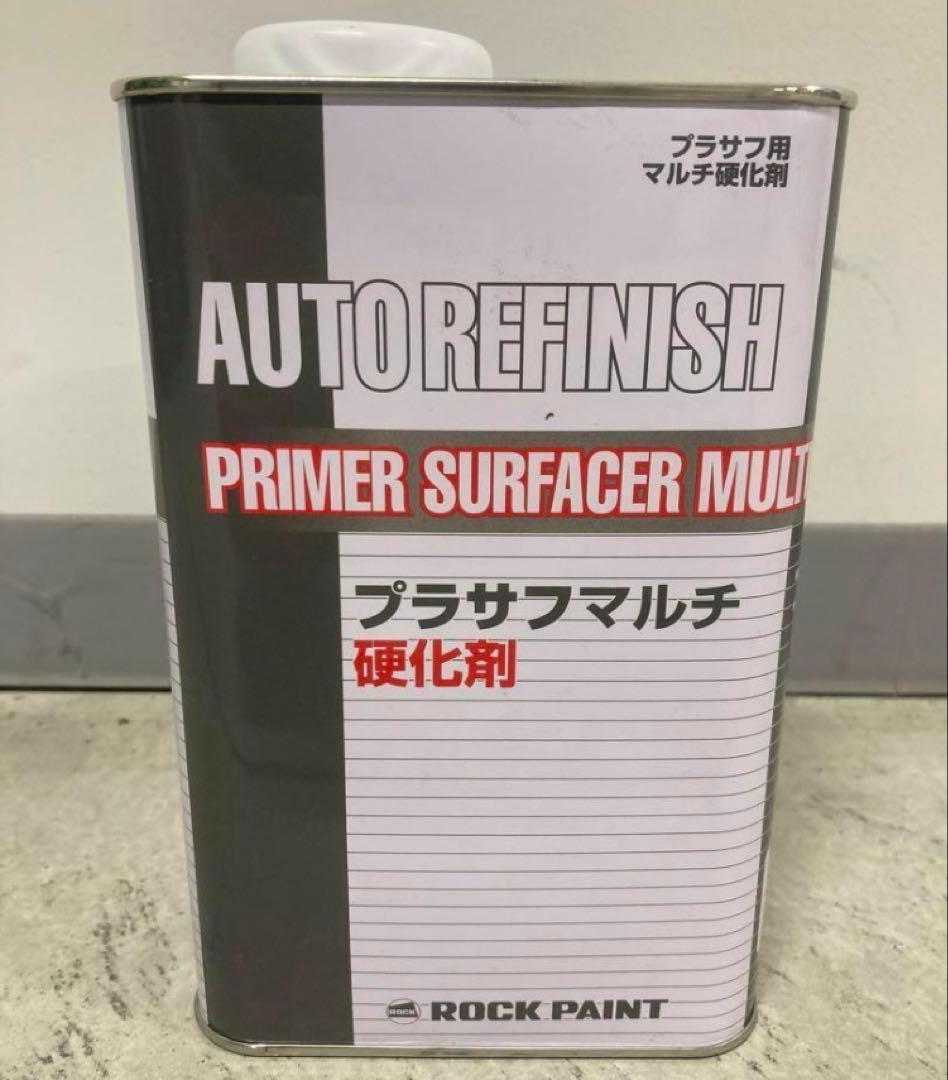 プラサフ用
マルチ硬化剤
AUTO REFINISH
PRIMER SURFACER MULT
プラサフマルチ
硬化剤
ROCK ROCK PAINT